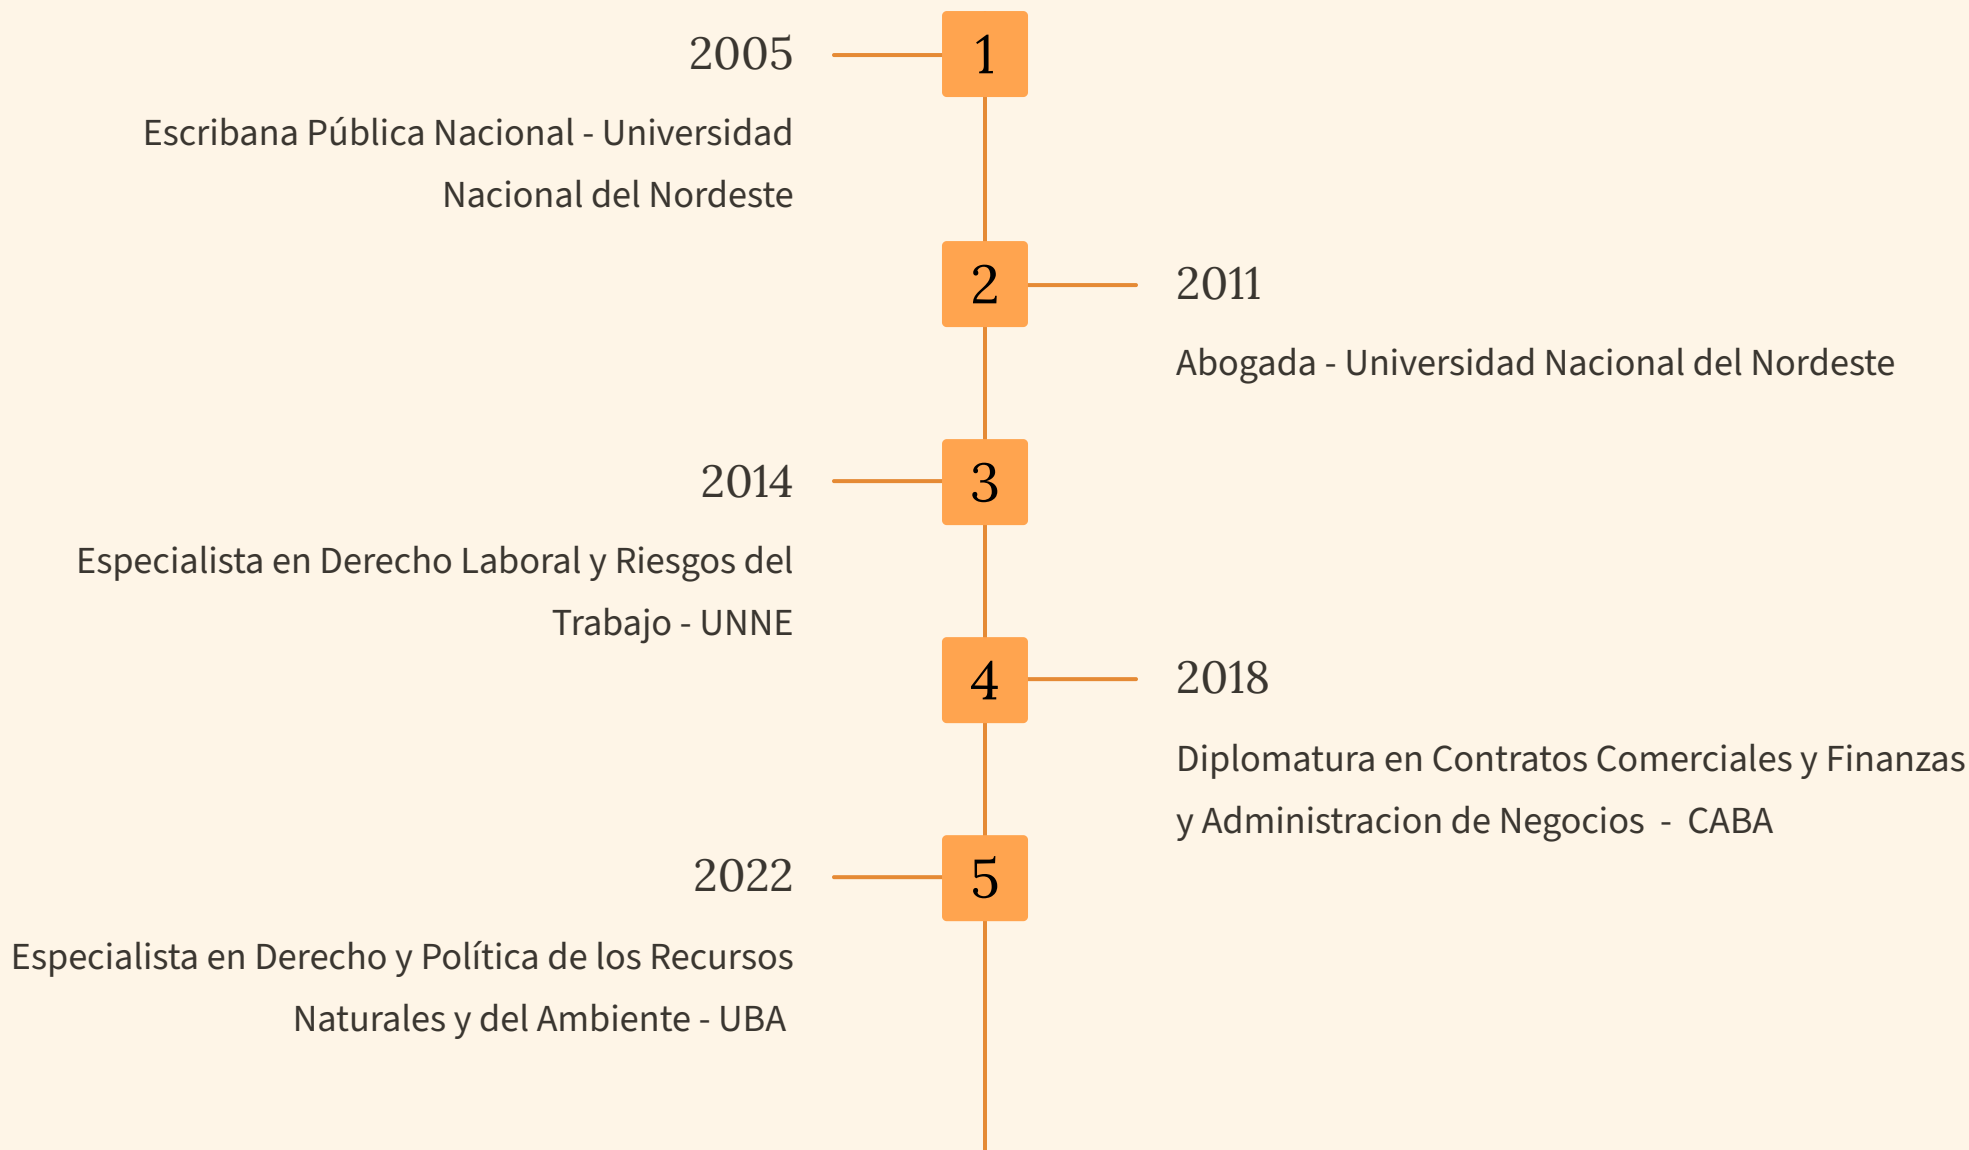 1
2005
Escribana Pública Nacional - Universidad
Nacional del Nordeste
2
2011
Abogada - Universidad Nacional del Nordeste
3
2014
Especialista en Derecho Laboral y Riesgos del
Trabajo - UNNE
4
2018
Diplomatura en Contratos Comerciales y Finanzas
y Administracion de Negocios - CABA
5
2022
Especialista en Derecho y Política de los Recursos
Naturales y del Ambiente - UBA